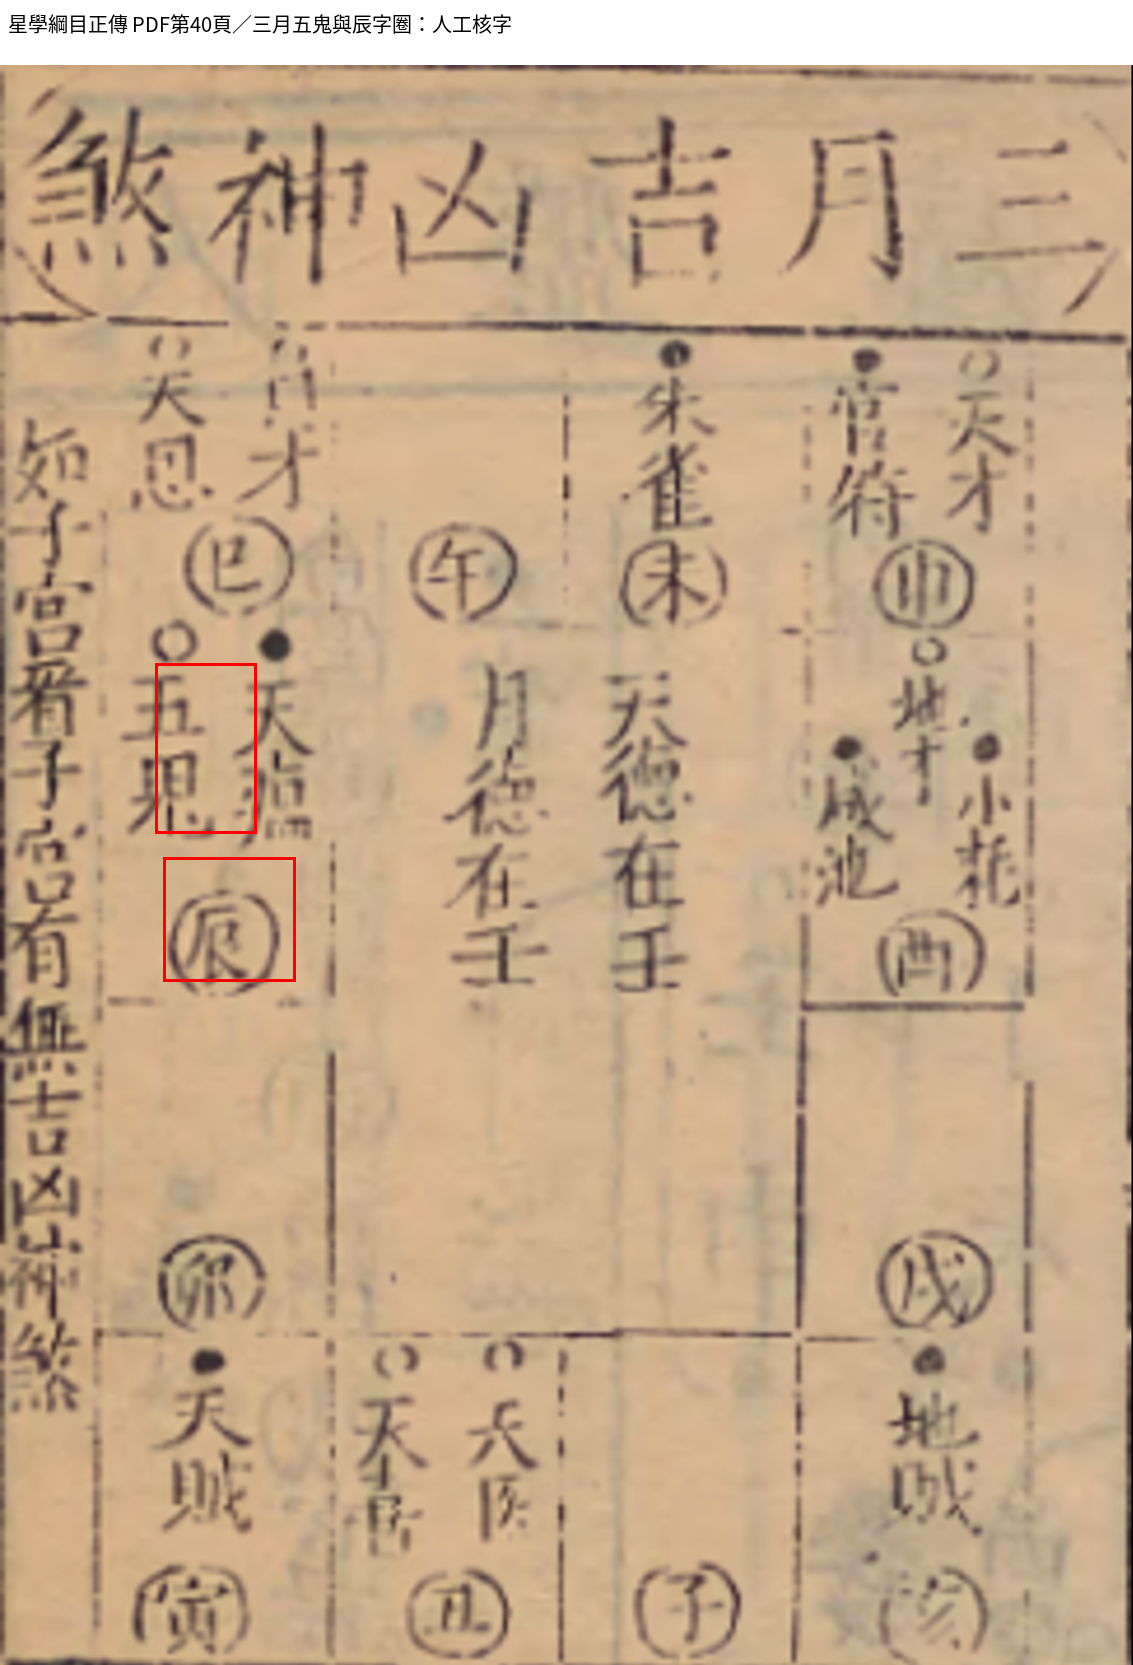 星學綱目正傳 PDF第40頁／三月五鬼與辰字圈：人工核字
三月吉凶神煞
天才
官符
申
朱雀
未
午
才
天恩
巳
地才
小耗
咸池
酉
天德在壬
月德在壬
天瘟
五鬼
辰
戌
卯
地賊
亥
子
天医
丑
天賊
寅
如子宮看子宮有無吉凶神煞